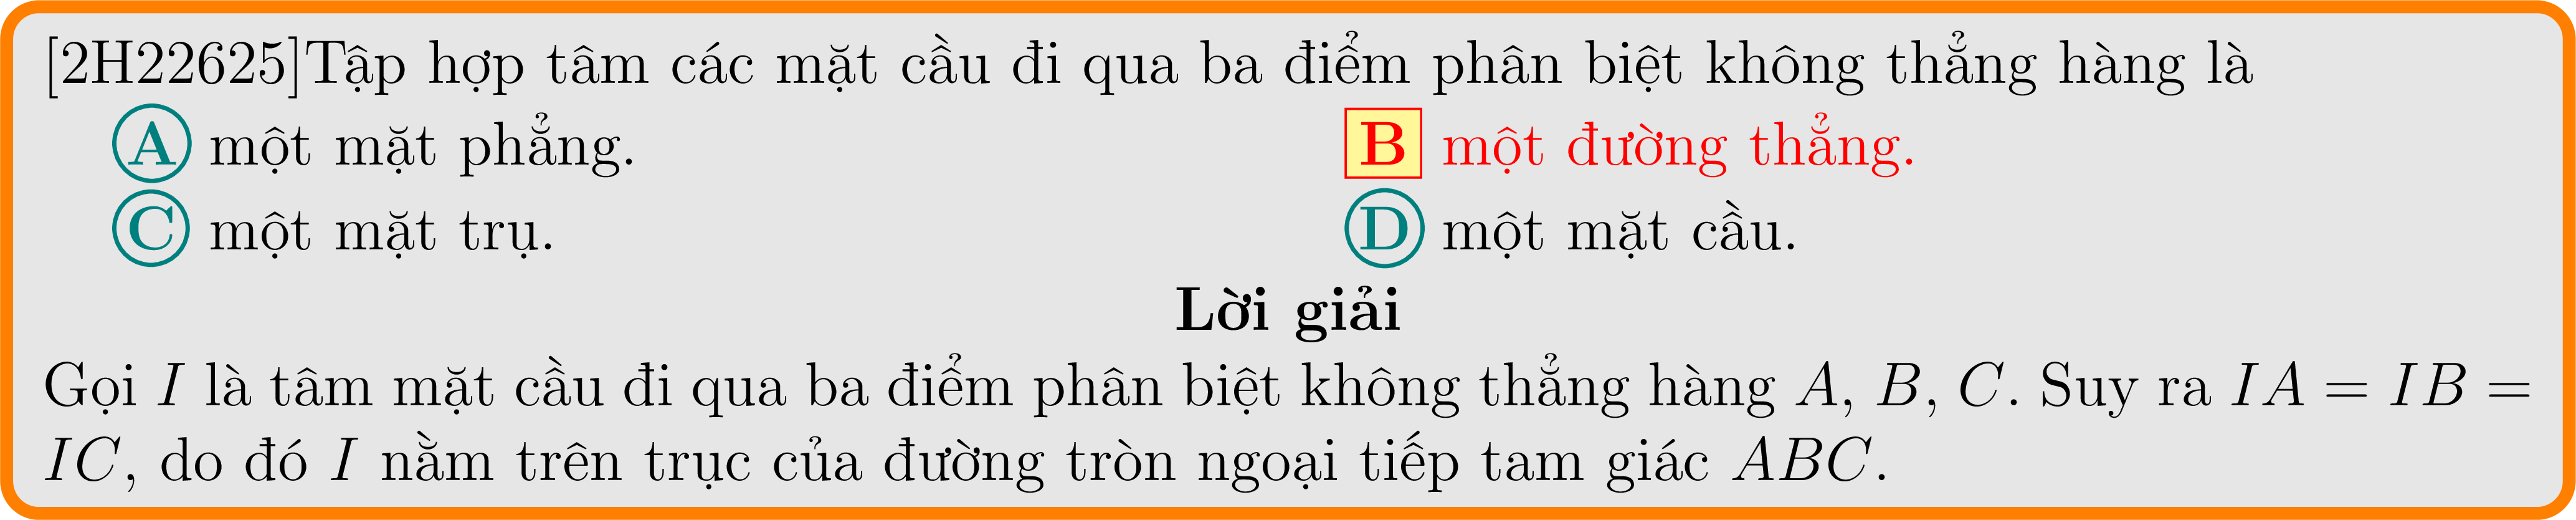 [2H22625]Tập hợp tâm các mặt cầu đi qua ba điểm phân biệt không thẳng hàng là
A một mặt phẳng. B một đường thẳng.
C một mặt trụ. D một mặt cầu.
Lời giải
Gọi I là tâm mặt cầu đi qua ba điểm phân biệt không thẳng hàng A, B, C. Suy ra IA = IB =
IC, do đó I nằm trên trục của đường tròn ngoại tiếp tam giác ABC.